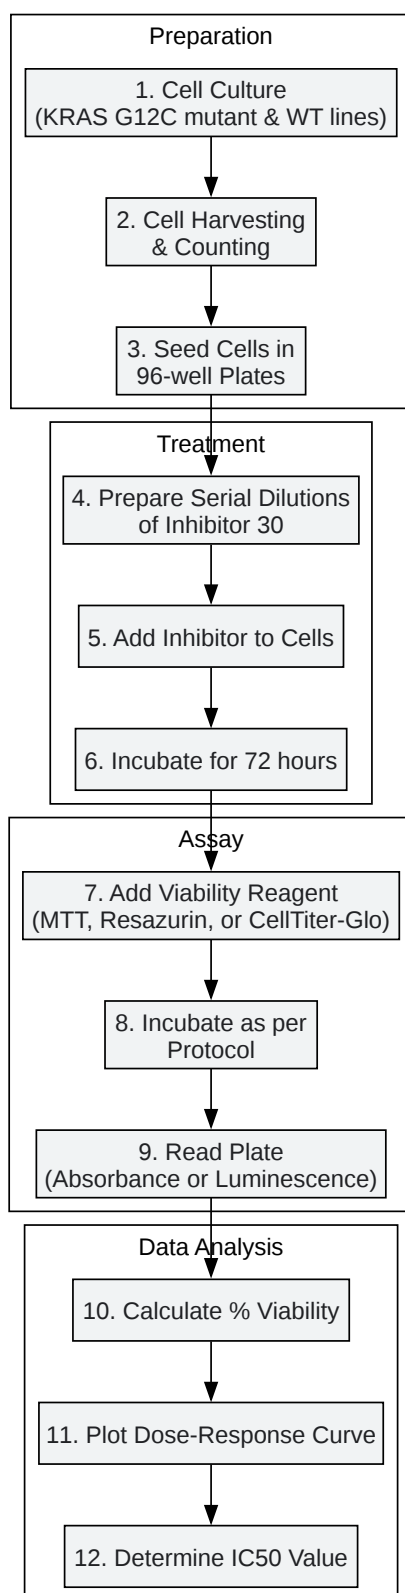 Preparation
1. Cell Culture
(KRAS G12C mutant & WT lines)
2. Cell Harvesting
& Counting
3. Seed Cells in
96-well Plates
Treatment
4. Prepare Serial Dilutions
of Inhibitor 30
5. Add Inhibitor to Cells
6. Incubate for 72 hours
Assay
7. Add Viability Reagent
(MTT, Resazurin, or CellTiter-Glo)
8. Incubate as per
Protocol
9. Read Plate
(Absorbance or Luminescence)
Data Analysis
10. Calculate % Viability
11. Plot Dose-Response Curve
12. Determine IC50 Value